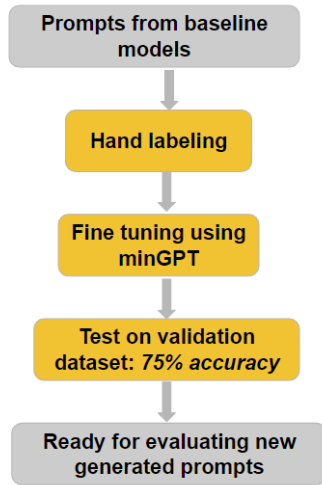 Prompts from baseline
models
Hand labeling
Fine tuning using
minGPT
Test on validation
dataset: 75% accuracy
Ready for evaluating new
generated prompts